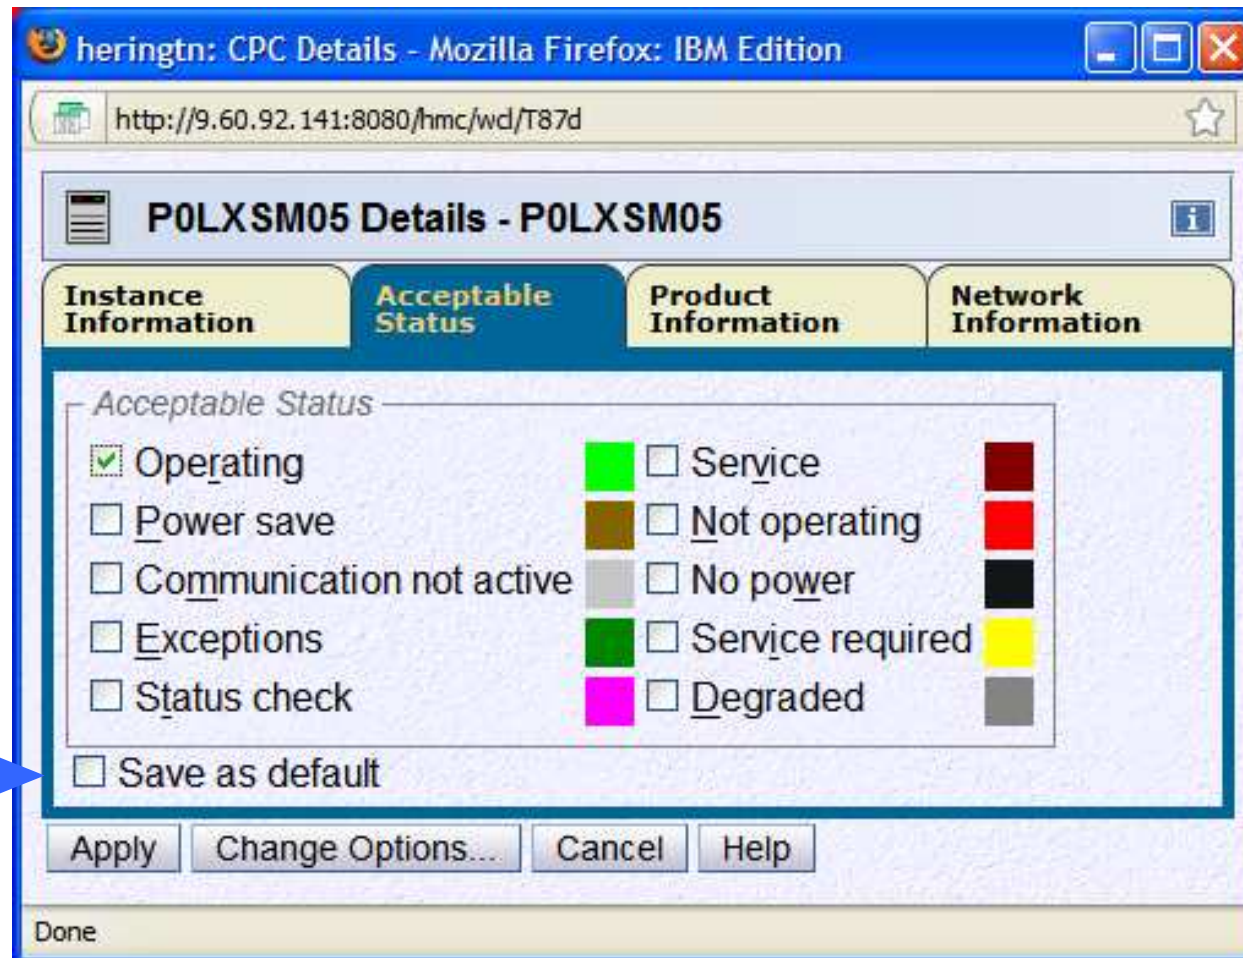 heringtn: CPC Details - Mozilla Firefox: IBM Edition
http://9.60.92.141:8080/hmc/wcl/T87d
P0LXSM05 Details - P0LXSM05
Instance Information
Acceptable Status
Product Information
Network Information
Acceptable Status
Operating
Service
Power save
Not operating
Communication not active
No power
Exceptions
Service required
Status check
Degraded
Save as default
Apply
Change Options...
Cancel
Help
Done